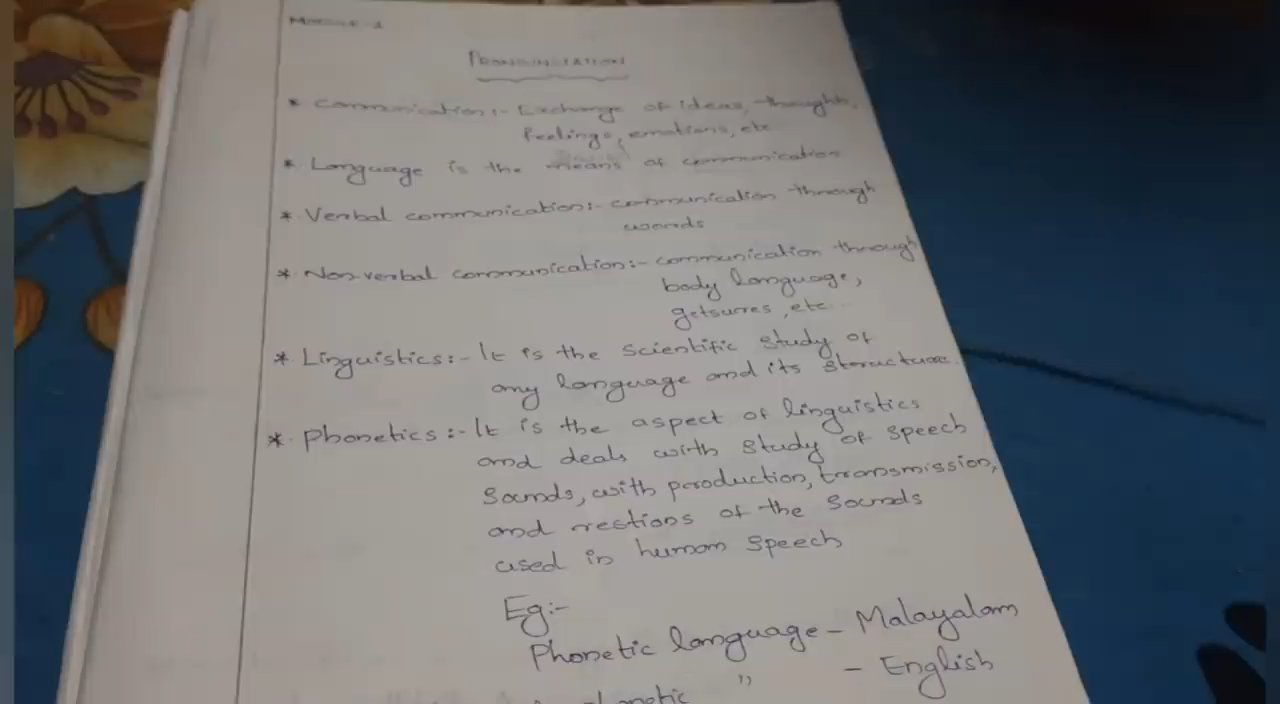 Module-1
PRONUNCIATION
* Communication:- Exchange of ideas, thoughts,
feelings, emotions, etc
* Language is the means of communication
* Verbal communication:- communication through
words
* Non verbal communication:- communication through
body language,
getsures, etc..
* Linguistics:- It is the scientific study of
any language and its structure.
* Phonetics:- It is the aspect of linguistics
and deals with study of speech
sounds, with production, transmission,
and restions of the sounds
used in human speech
Eg:-
Phonetic language - Malayalam
" - English